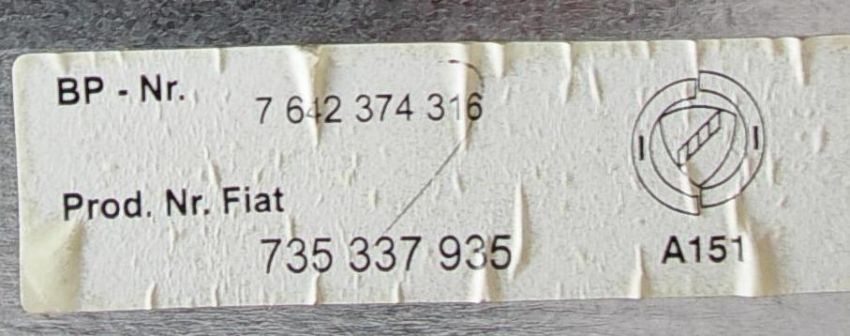 BP - Nr.
7 642 374 316
Prod. Nr. Fiat
735 337 935
A151